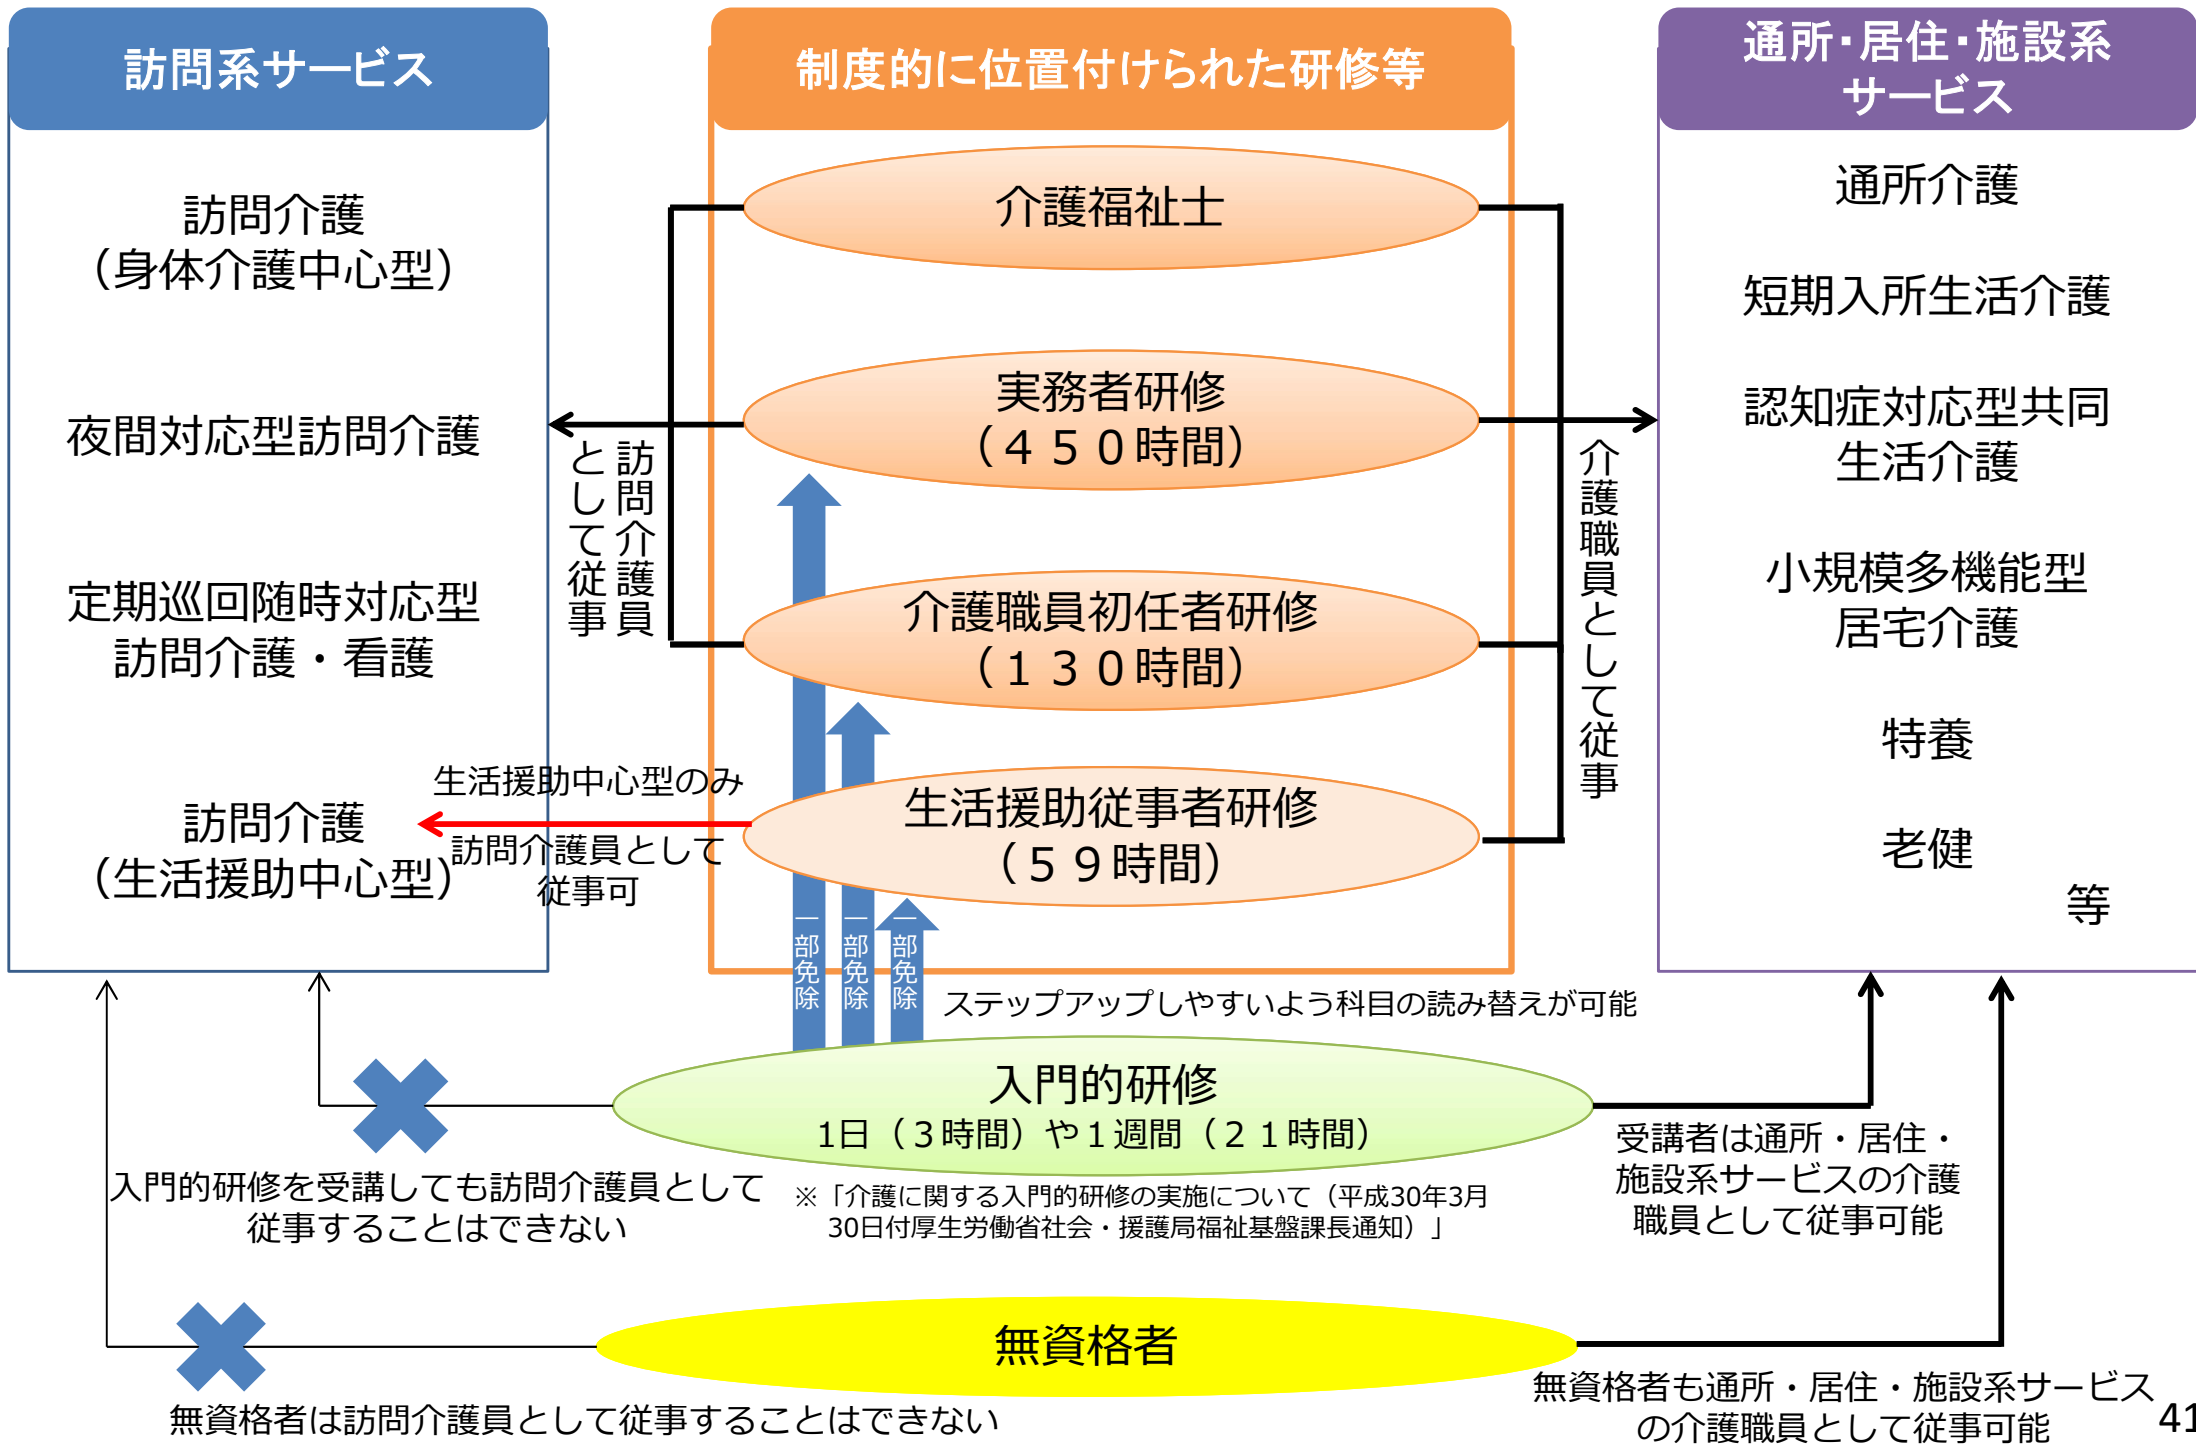 訪問系サービス
訪問介護
（身体介護中心型）
夜間対応型訪問介護
定期巡回随時対応型
訪問介護・看護
訪問介護
（生活援助中心型）
訪問介護員
として従事
生活援助中心型のみ
訪問介護員として
従事可
制度的に位置付けられた研修等
介護福祉士
実務者研修
（４５０時間）
介護職員初任者研修
（１３０時間）
生活援助従事者研修
（５９時間）
一部免除
一部免除
一部免除
ステップアップしやすいよう科目の読み替えが可能
介護職員として従事
通所・居住・施設系
サービス
通所介護
短期入所生活介護
認知症対応型共同
生活介護
小規模多機能型
居宅介護
特養
老健
等
入門的研修
1日（３時間）や１週間（２１時間）
※「介護に関する入門的研修の実施について（平成30年3月
30日付厚生労働省社会・援護局福祉基盤課長通知）」
入門的研修を受講しても訪問介護員として
従事することはできない
受講者は通所・居住・
施設系サービスの介護
職員として従事可能
無資格者
無資格者は訪問介護員として従事することはできない
無資格者も通所・居住・施設系サービス
の介護職員として従事可能
41